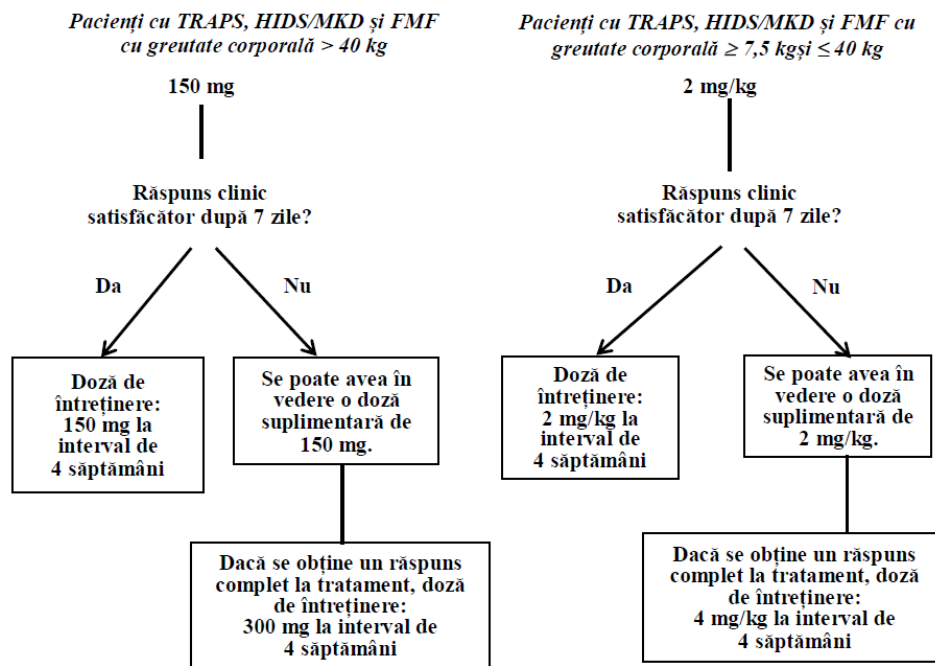 Pacienți cu TRAPS, HIDS/MKD și FMF
cu greutate corporală > 40 kg
150 mg
Răspuns clinic
satisfăcător după 7 zile?
Da
Nu
Doză de
întreținere:
150 mg la
interval de
4 săptămâni
Se poate avea în
vedere o doză
suplimentară de
150 mg.
Dacă se obține un răspuns
complet la tratament, doză
de întreținere:
300 mg la interval de
4 săptămâni
Pacienți cu TRAPS, HIDS/MKD și FMF cu
greutate corporală ≥ 7,5 kgși ≤ 40 kg
2 mg/kg
Răspuns clinic
satisfăcător după 7 zile?
Da
Nu
Doză de
întreținere:
2 mg/kg la
interval de
4 săptămâni
Se poate avea în
vedere o doză
suplimentară de
2 mg/kg.
Dacă se obține un răspuns
complet la tratament, doză
de întreținere:
4 mg/kg la interval de
4 săptămâni